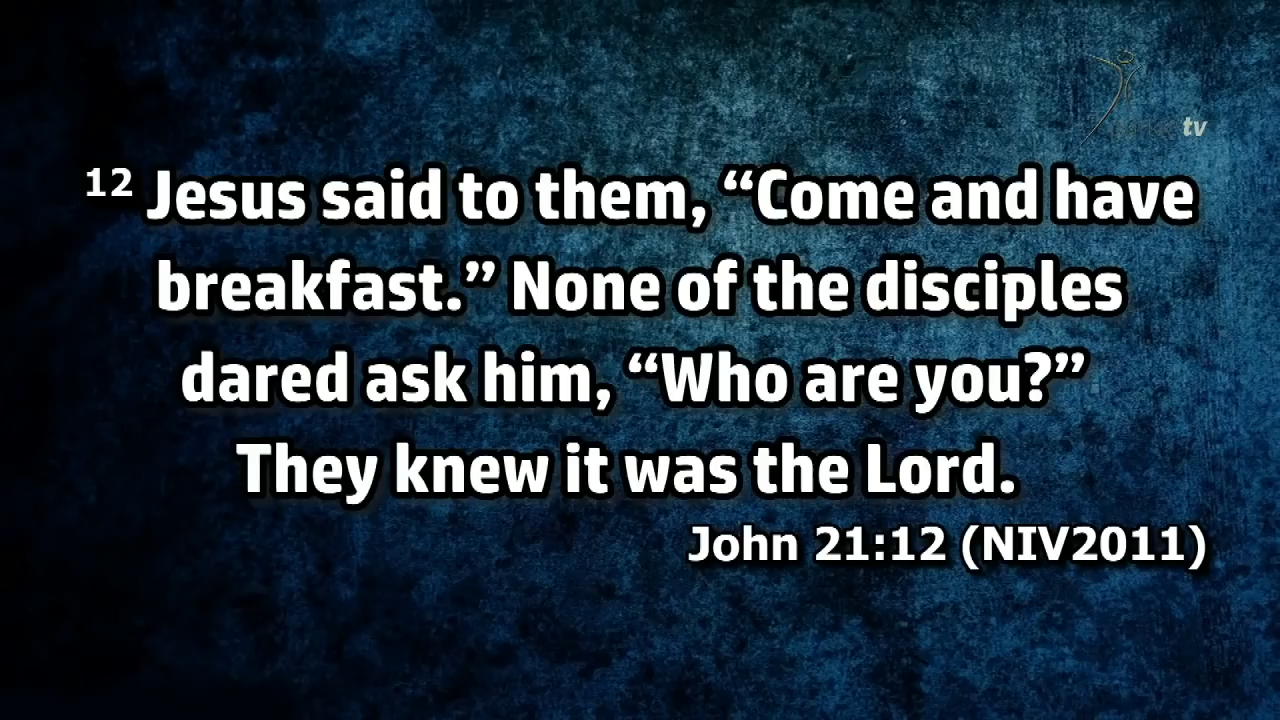 tv
12 Jesus said to them, “Come and have
breakfast.” None of the disciples
dared ask him, “Who are you?”
They knew it was the Lord.
John 21:12 (NIV2011)